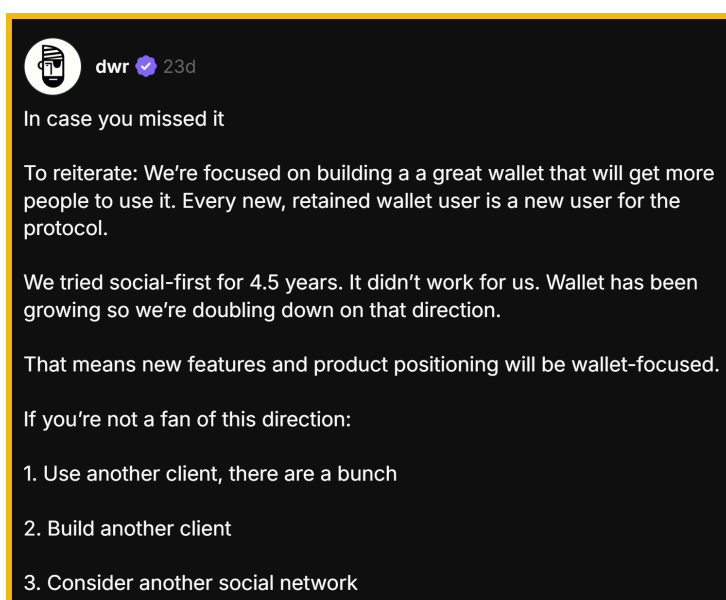 dwr 23d
In case you missed it
To reiterate: We’re focused on building a a great wallet that will get more
people to use it. Every new, retained wallet user is a new user for the
protocol.
We tried social-first for 4.5 years. It didn’t work for us. Wallet has been
growing so we’re doubling down on that direction.
That means new features and product positioning will be wallet-focused.
If you’re not a fan of this direction:
1. Use another client, there are a bunch
2. Build another client
3. Consider another social network